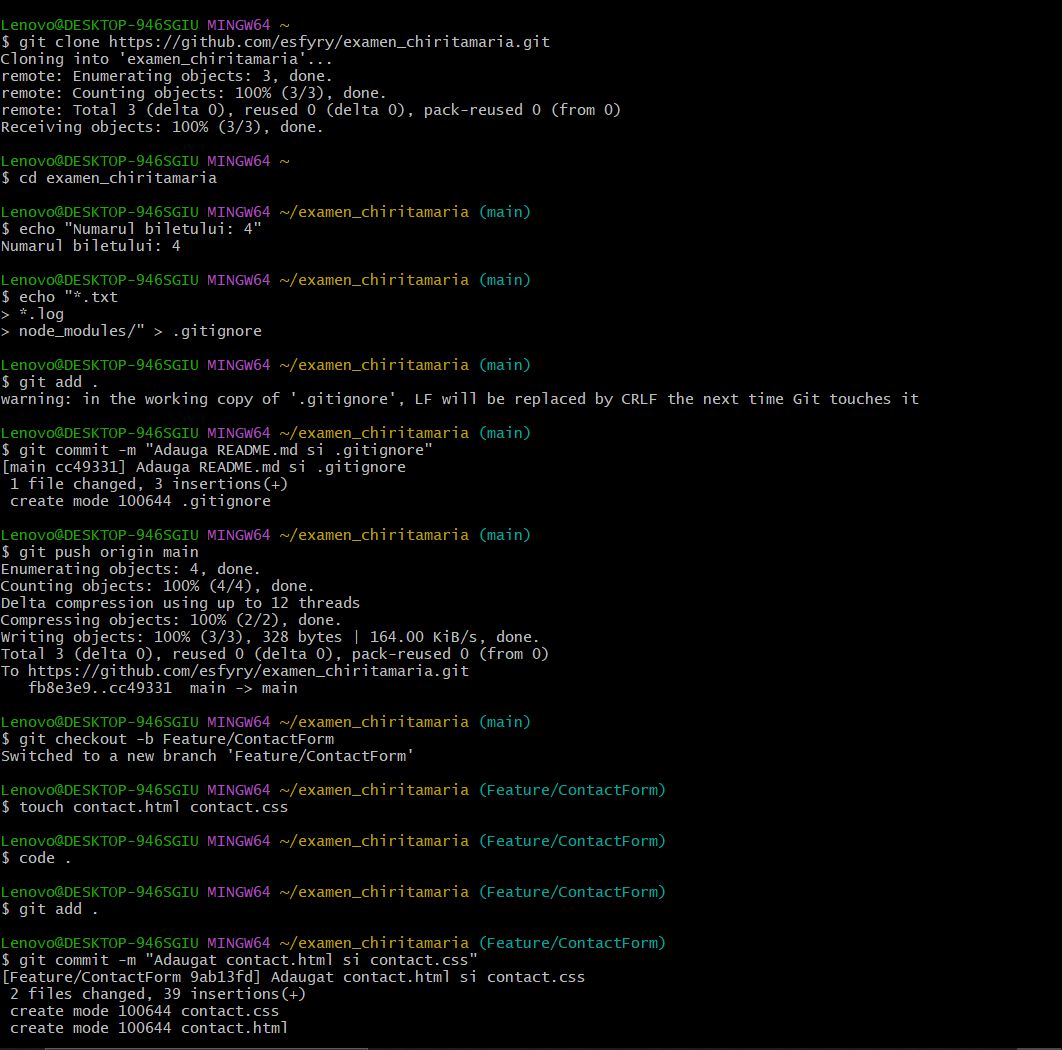 Lenovo@DESKTOP-946SGIU MINGW64 ~
$ git clone https://github.com/esfyry/examen_chiritamaria.git
Cloning into 'examen_chiritamaria'...
remote: Enumerating objects: 3, done.
remote: Counting objects: 100% (3/3), done.
remote: Total 3 (delta 0), reused 0 (delta 0), pack-reused 0 (from 0)
Receiving objects: 100% (3/3), done.

Lenovo@DESKTOP-946SGIU MINGW64 ~
$ cd examen_chiritamaria

Lenovo@DESKTOP-946SGIU MINGW64 ~/examen_chiritamaria (main)
$ echo "Numarul biletului: 4"
Numarul biletului: 4

Lenovo@DESKTOP-946SGIU MINGW64 ~/examen_chiritamaria (main)
$ echo "*.txt
> *.log
> node_modules/" > .gitignore

Lenovo@DESKTOP-946SGIU MINGW64 ~/examen_chiritamaria (main)
$ git add .
warning: in the working copy of '.gitignore', LF will be replaced by CRLF the next time Git touches it

Lenovo@DESKTOP-946SGIU MINGW64 ~/examen_chiritamaria (main)
$ git commit -m "Adauga README.md si .gitignore"
[main cc49331] Adauga README.md si .gitignore
 1 file changed, 3 insertions(+)
 create mode 100644 .gitignore

Lenovo@DESKTOP-946SGIU MINGW64 ~/examen_chiritamaria (main)
$ git push origin main
Enumerating objects: 4, done.
Counting objects: 100% (4/4), done.
Delta compression using up to 12 threads
Compressing objects: 100% (2/2), done.
Writing objects: 100% (3/3), 328 bytes | 164.00 KiB/s, done.
Total 3 (delta 0), reused 0 (delta 0), pack-reused 0 (from 0)
To https://github.com/esfyry/examen_chiritamaria.git
   fb8e3e9..cc49331  main -> main

Lenovo@DESKTOP-946SGIU MINGW64 ~/examen_chiritamaria (main)
$ git checkout -b Feature/ContactForm
Switched to a new branch 'Feature/ContactForm'

Lenovo@DESKTOP-946SGIU MINGW64 ~/examen_chiritamaria (Feature/ContactForm)
$ touch contact.html contact.css

Lenovo@DESKTOP-946SGIU MINGW64 ~/examen_chiritamaria (Feature/ContactForm)
$ code .

Lenovo@DESKTOP-946SGIU MINGW64 ~/examen_chiritamaria (Feature/ContactForm)
$ git add .

Lenovo@DESKTOP-946SGIU MINGW64 ~/examen_chiritamaria (Feature/ContactForm)
$ git commit -m "Adaugat contact.html si contact.css"
[Feature/ContactForm 9ab13fd] Adaugat contact.html si contact.css
 2 files changed, 39 insertions(+)
 create mode 100644 contact.css
 create mode 100644 contact.html